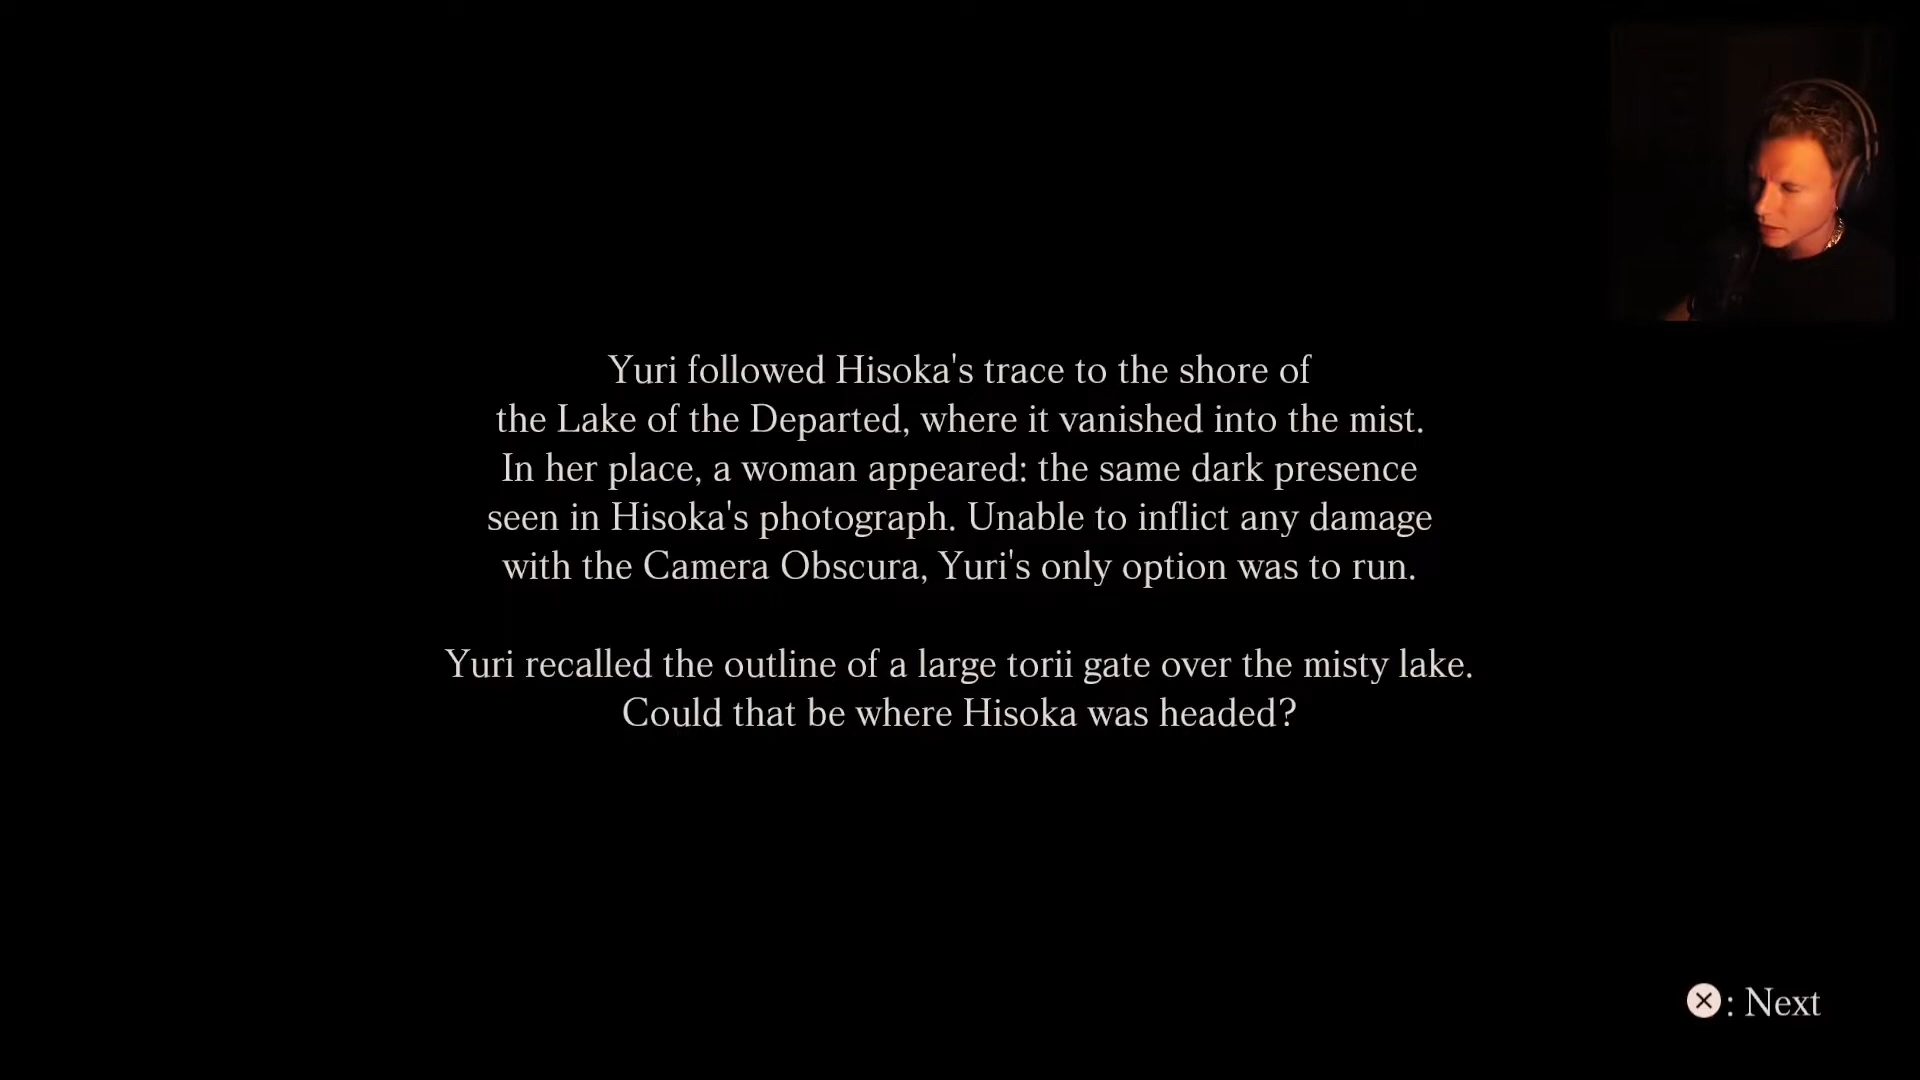 Yuri followed Hisoka's trace to the shore of
the Lake of the Departed, where it vanished into the mist.
In her place, a woman appeared: the same dark presence
seen in Hisoka's photograph. Unable to inflict any damage
with the Camera Obscura, Yuri's only option was to run.
Yuri recalled the outline of a large torii gate over the misty lake.
Could that be where Hisoka was headed?
: Next